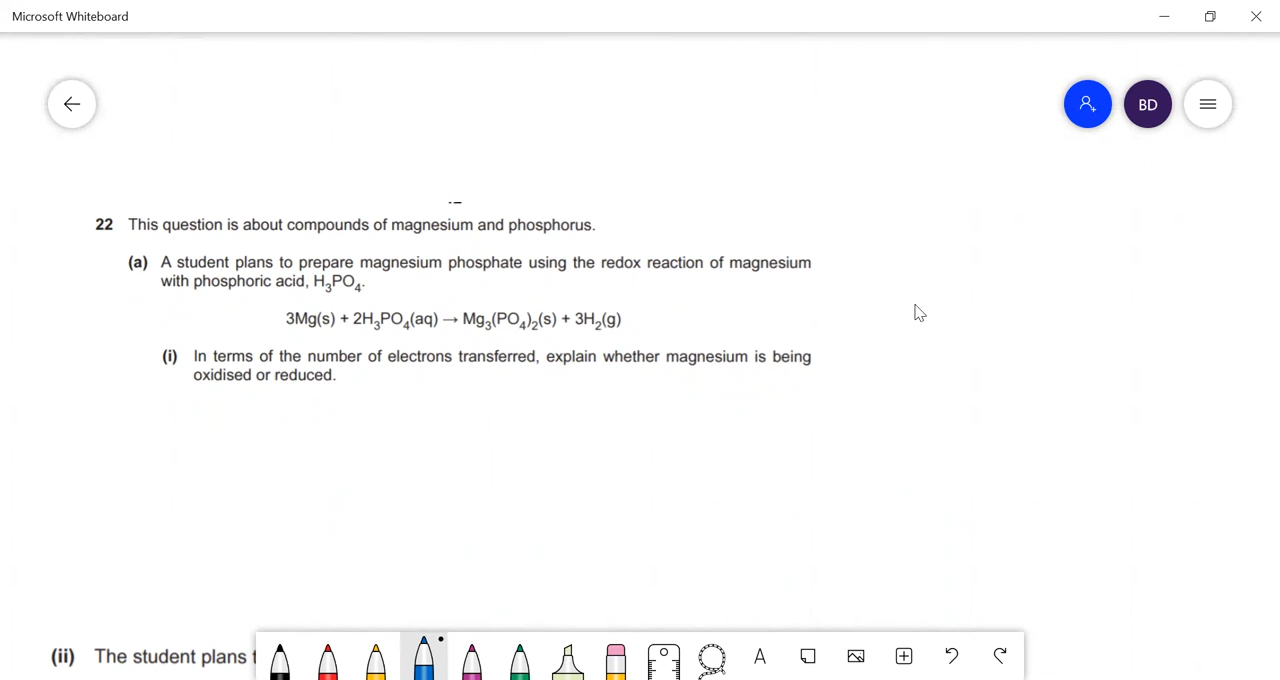 Microsoft Whiteboard
BD
22 This question is about compounds of magnesium and phosphorus.
(a) A student plans to prepare magnesium phosphate using the redox reaction of magnesium
with phosphoric acid, H₃PO₄.
3Mg(s) + 2H₃PO₄(aq) → Mg₃(PO₄)₂(s) + 3H₂(g)
(i) In terms of the number of electrons transferred, explain whether magnesium is being
oxidised or reduced.
(ii) The student plans
A